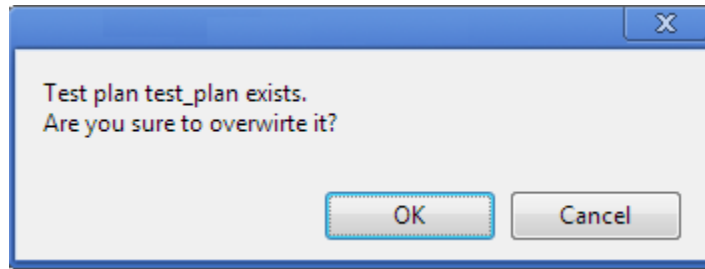 Test plan test_plan exists.
Are you sure to overwirte it?
OK Cancel